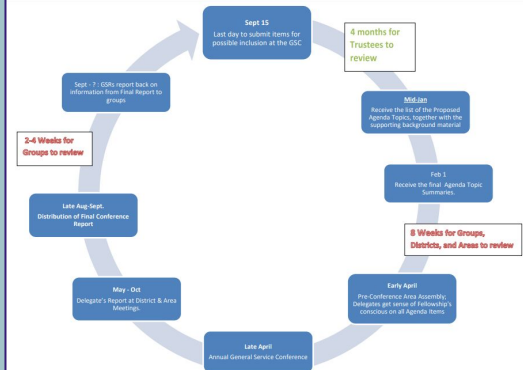 Sept 15
Last day to submit items for
possible inclusion at the GSC
4 months for
Trustees to
review
Mid-Jan
Receive the list of the Proposed
Agenda Topics, together with the
supporting background material
Feb 1
Receive the final Agenda Topic
Summaries.
8 Weeks for Groups,
Districts, and Areas to review
Early April
Pre-Conference Area Assembly;
Delegates get sense of Fellowship's
conscious on all Agenda Items
Late April
Annual General Service Conference
May - Oct
Delegate's Report at District & Area
Meetings.
Late Aug-Sept.
Distribution of Final Conference
Report
2-4 Weeks for
Groups to review
Sept - ? : GSRs report back on
information from Final Report to
groups